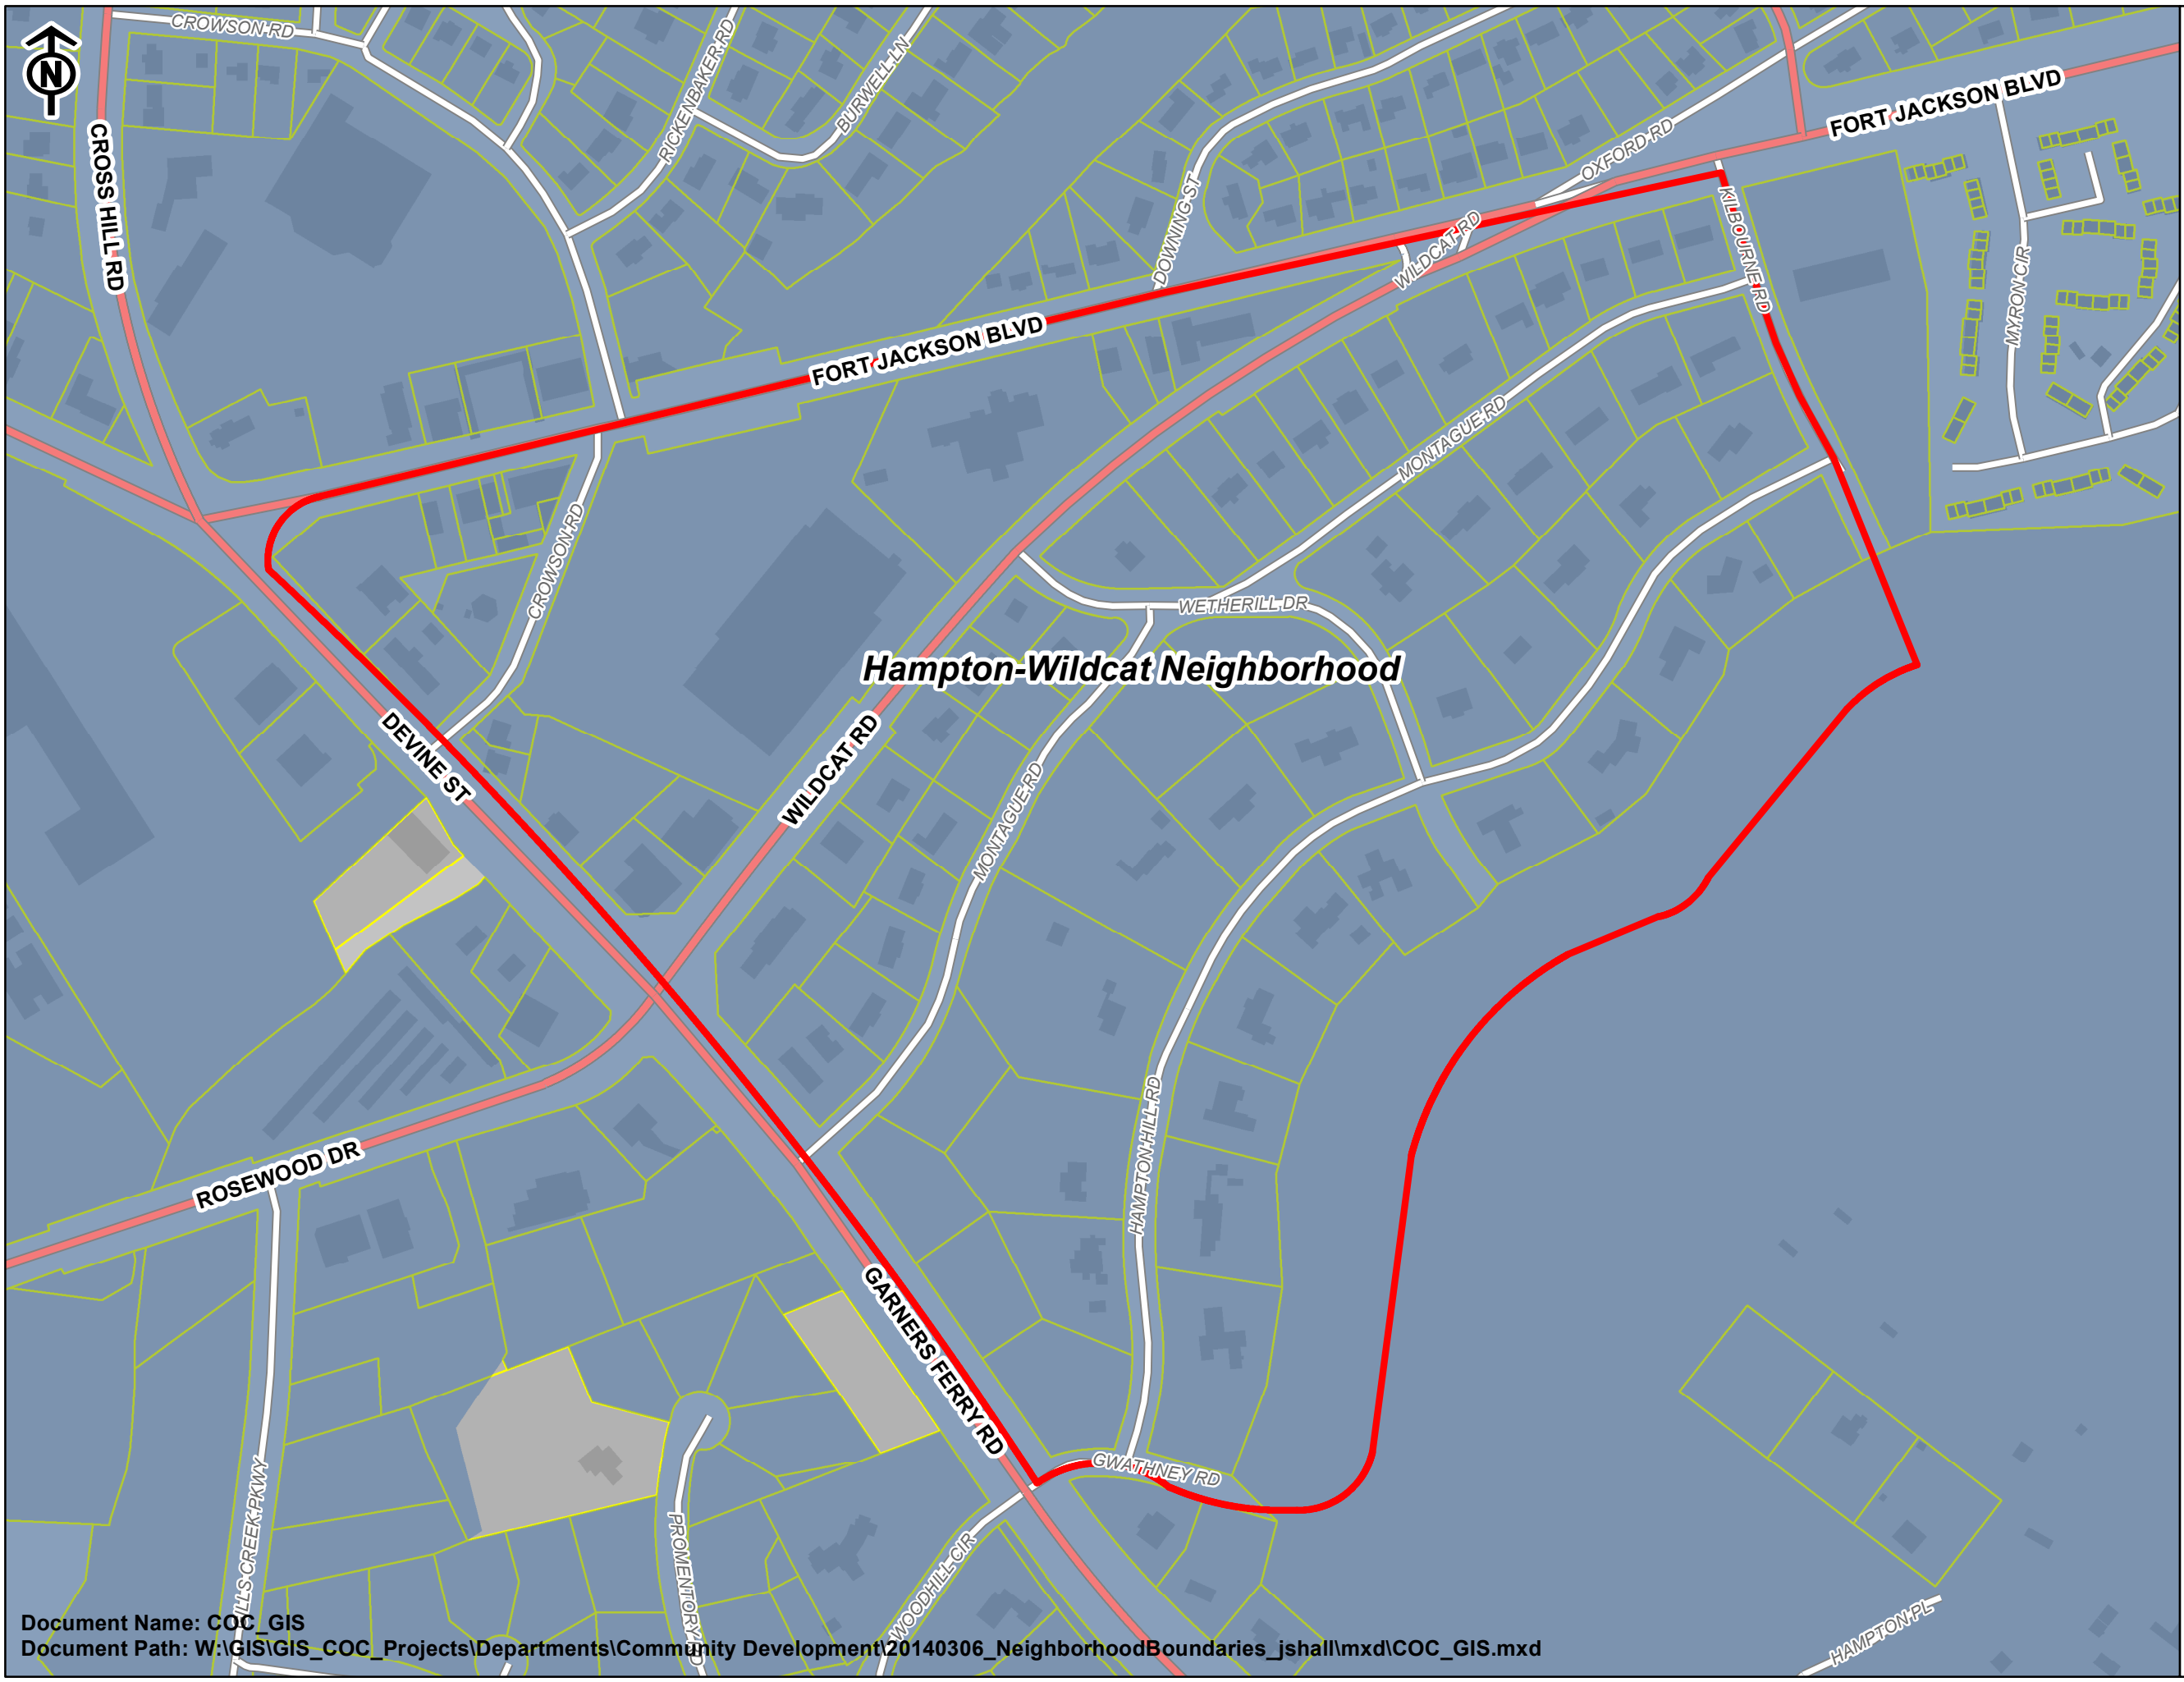 CROWSON RD
N
CROSS HILL RD
RICKENBAKER RD
BURWELL LN
DOWNING ST
OXFORD RD
FORT JACKSON BLVD
KILBOURNE RD
WILDCAT RD
MYRON CIR
FORT JACKSON BLVD
MONTAGUE RD
CROWSON RD
WETHERILL DR
Hampton-Wildcat Neighborhood
DEVINE ST
WILDCAT RD
MONTAGUE RD
ROSEWOOD DR
HAMPTON HILL RD
GARNERS FERRY RD
GWATHNEY RD
PROMENTORY RD
WOODHILL CIR
HAMPTON PL
Document Name: COC_GIS
Document Path: W:\GIS\GIS_COC_Projects\Departments\Community Development\20140306_NeighborhoodBoundaries_jshall\mxd\COC_GIS.mxd